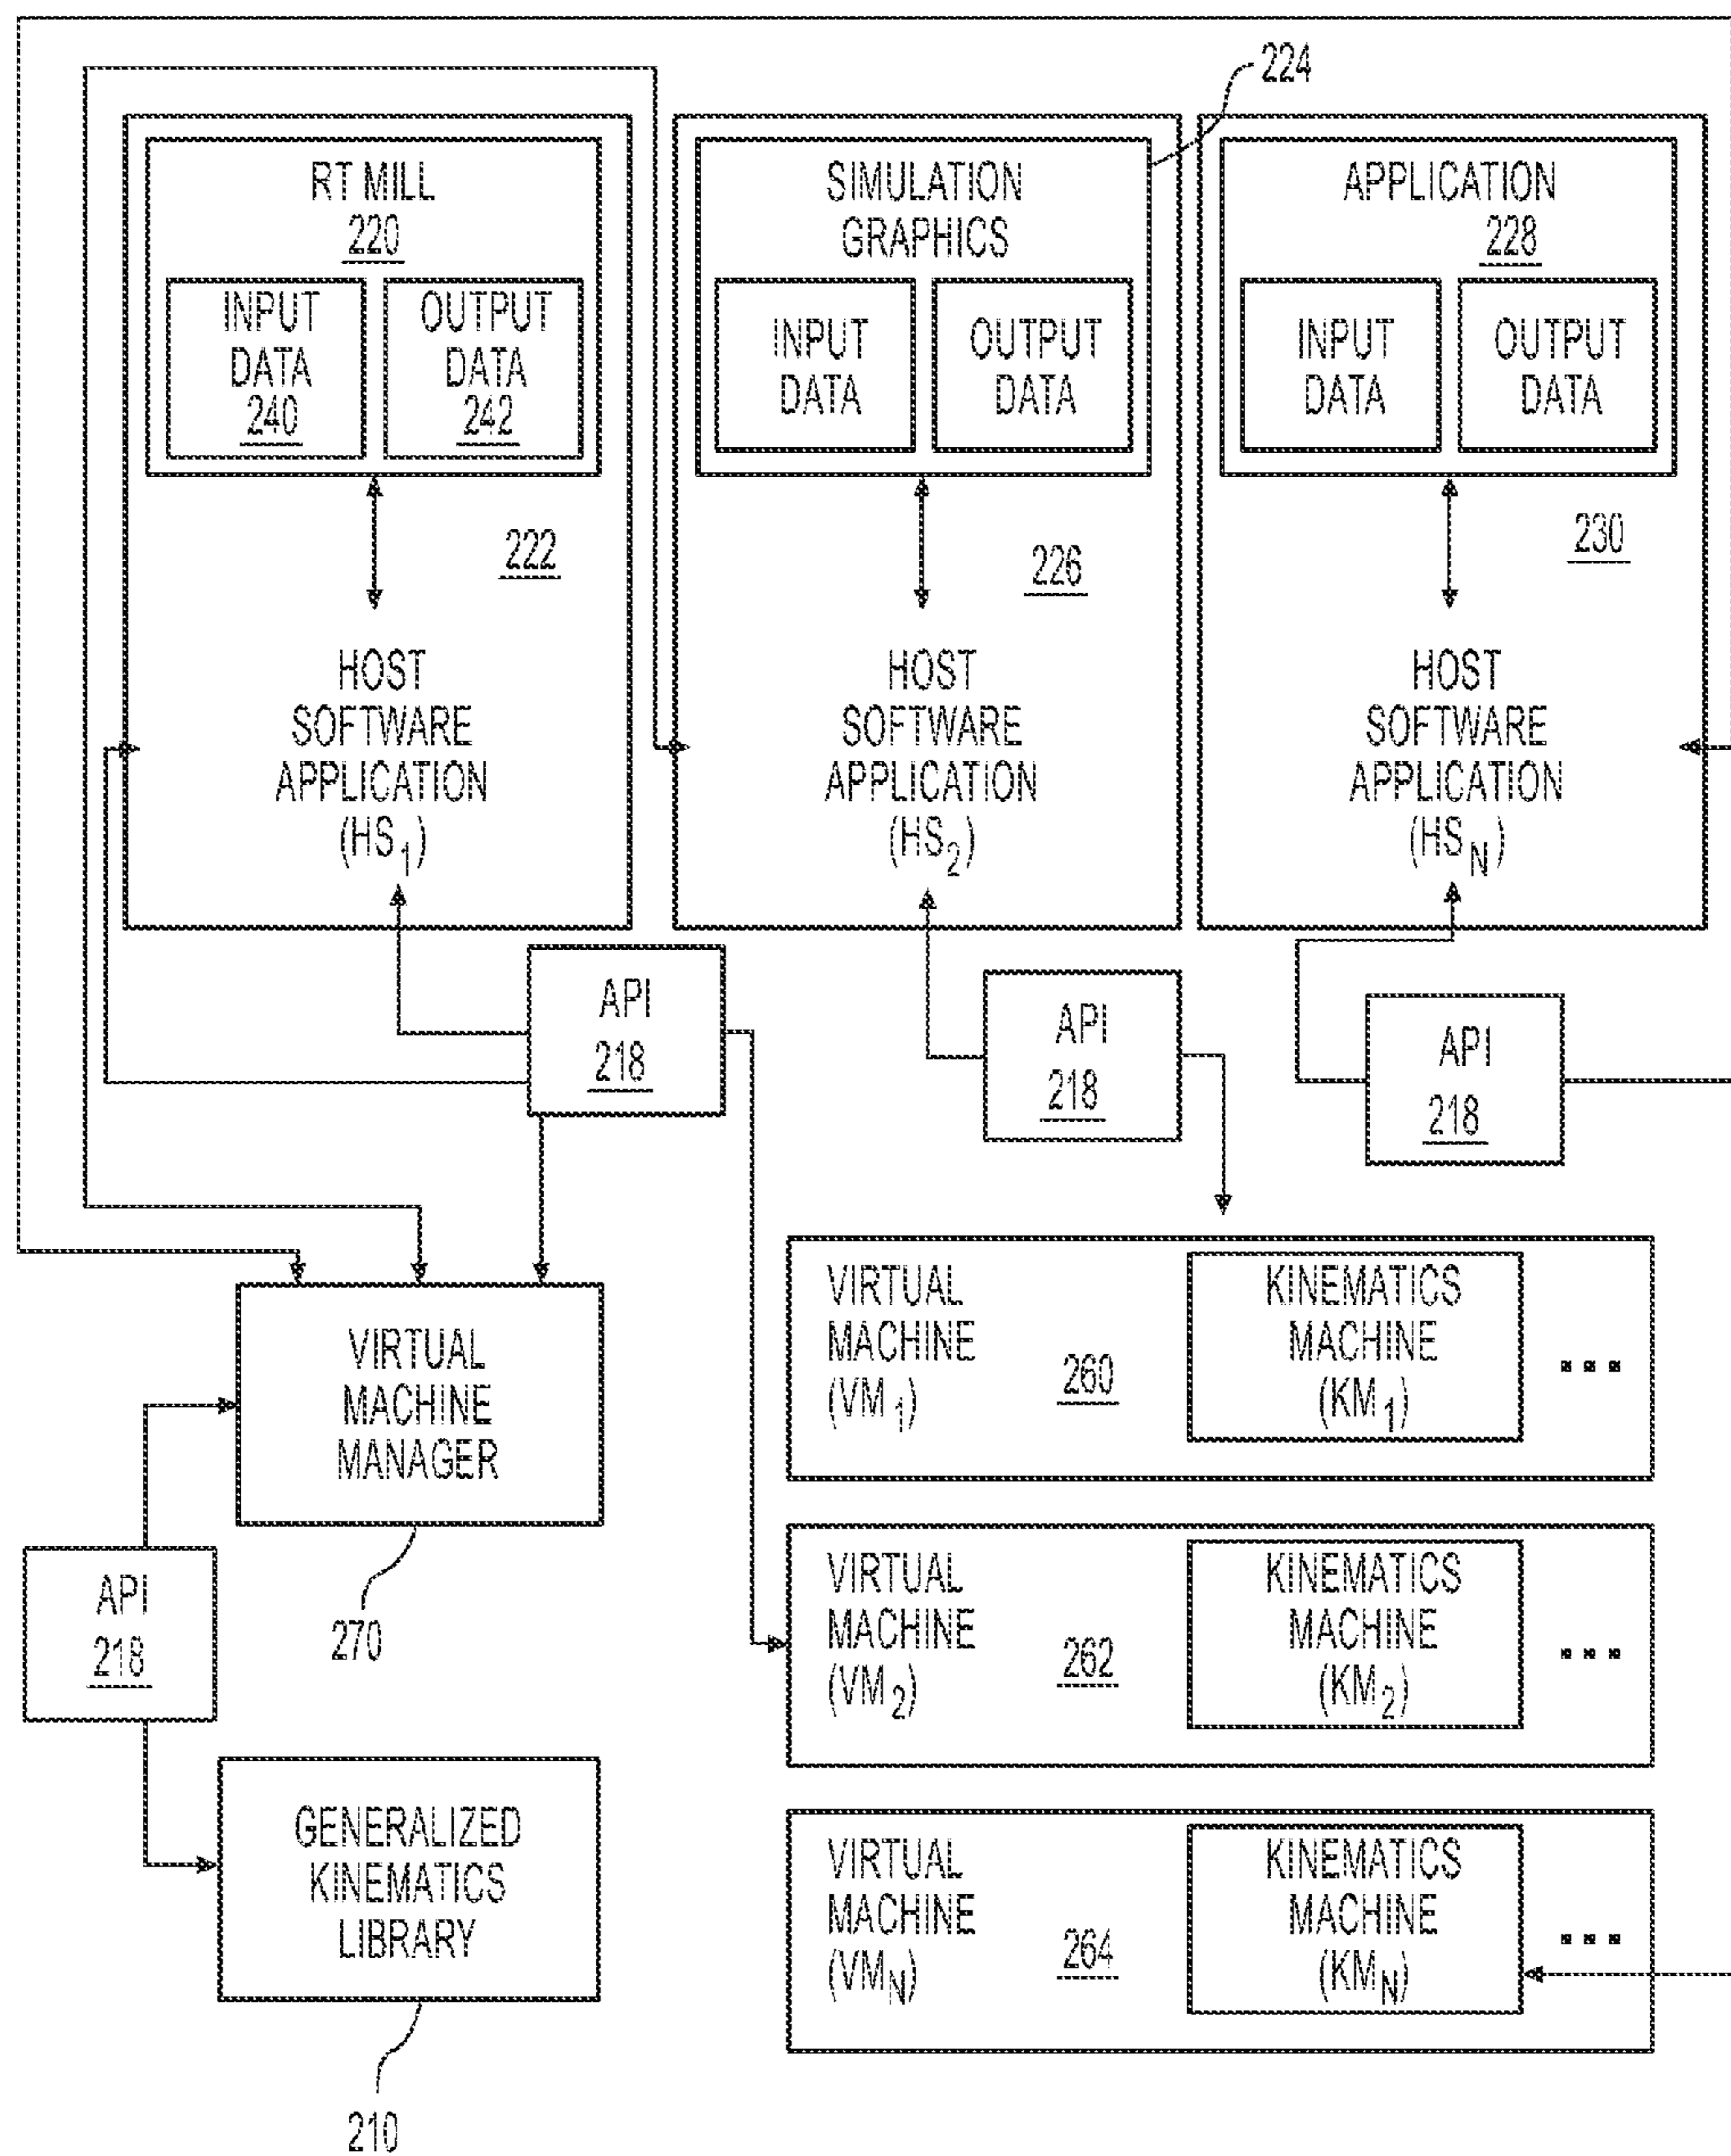 224
RT MILL
220
INPUT
DATA
240
OUTPUT
DATA
242
222
HOST
SOFTWARE
APPLICATION
(HS1)
SIMULATION
GRAPHICS
INPUT
DATA
OUTPUT
DATA
226
HOST
SOFTWARE
APPLICATION
(HS2)
APPLICATION
228
INPUT
DATA
OUTPUT
DATA
230
HOST
SOFTWARE
APPLICATION
(HSN)
API
218
API
218
API
218
VIRTUAL
MACHINE
MANAGER
270
API
218
GENERALIZED
KINEMATICS
LIBRARY
210
VIRTUAL
MACHINE
(VM1)
260
KINEMATICS
MACHINE
(KM1)
...
VIRTUAL
MACHINE
(VM2)
262
KINEMATICS
MACHINE
(KM2)
...
VIRTUAL
MACHINE
(VMN)
264
KINEMATICS
MACHINE
(KMN)
...